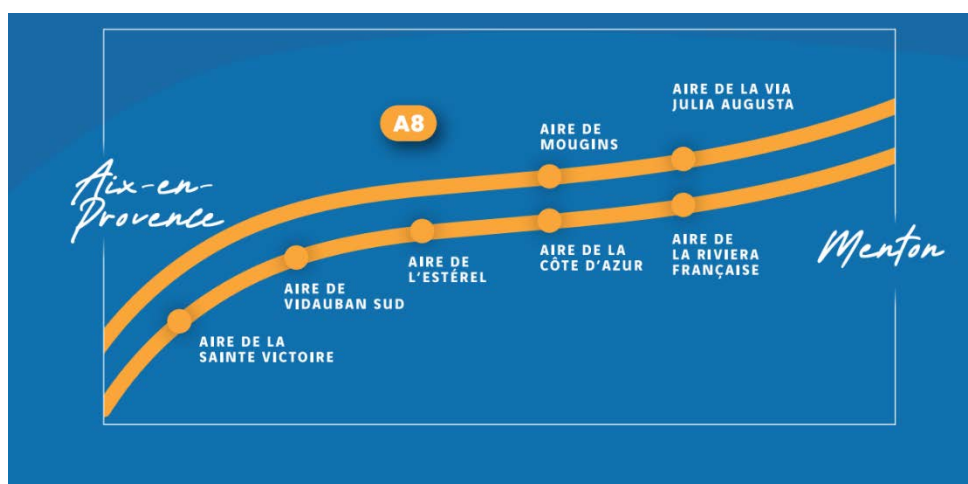 A8
AIRE DE LA VIA
JULIA AUGUSTA
AIRE DE
MOUGINS
Aix-en-
Provence
AIRE DE
L'ESTÉREL
AIRE DE LA
CÔTE D'AZUR
AIRE DE
LA RIVIERA
FRANÇAISE
Menton
AIRE DE
VIDAUBAN SUD
AIRE DE LA
SAINTE VICTOIRE